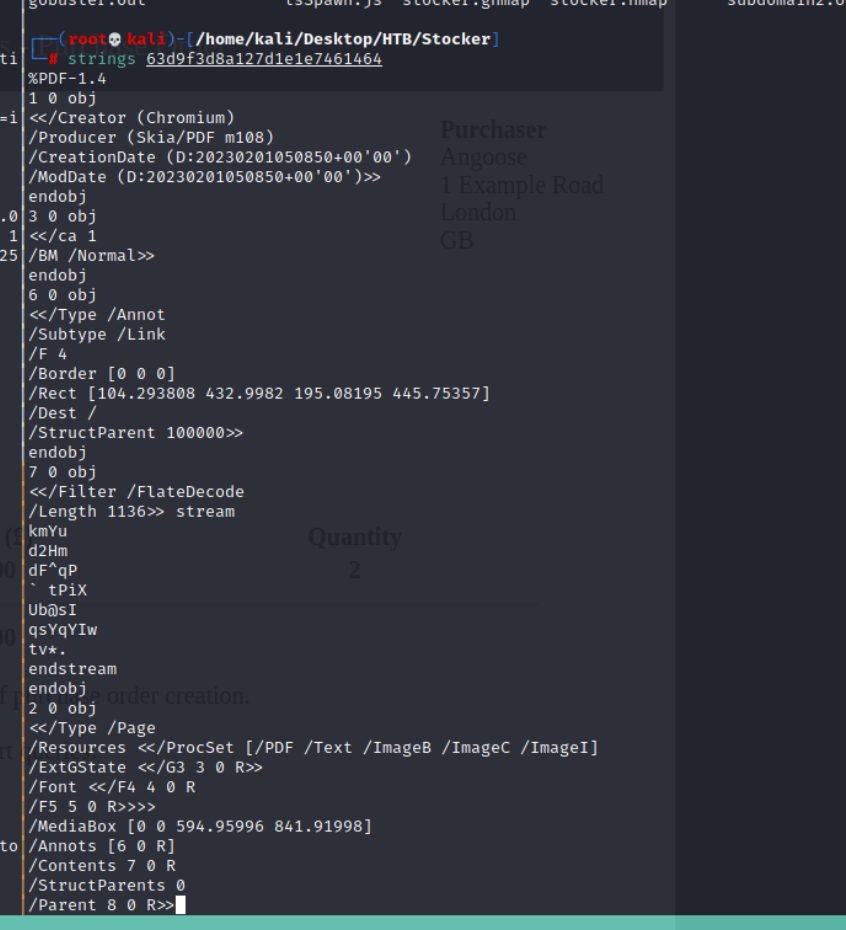 gobuster.out tsSpawn.js stocker.gnmap stocker.nmap subdomain2.o
(root💀kali)-[/home/kali/Desktop/HTB/Stocker]
# strings 63d9f3d8a127d1e1e7461464
ti
%PDF-1.4
1 0 obj
=i
<</Creator (Chromium)
/Producer (Skia/PDF m108)
/CreationDate (D:20230201050850+00'00')
/ModDate (D:20230201050850+00'00')>>
endobj
.0
3 0 obj
1
<</ca 1
25
/BM /Normal>>
endobj
6 0 obj
<</Type /Annot
/Subtype /Link
/F 4
/Border [0 0 0]
/Rect [104.293808 432.9982 195.08195 445.75357]
/Dest /
/StructParent 100000>>
endobj
7 0 obj
<</Filter /FlateDecode
/Length 1136>> stream
kmYu
d2Hm
dF^qP
` tPiX
Ub@sI
qsYqYIw
tv*.
endstream
endobj
2 0 obj
<</Type /Page
/Resources <</ProcSet [/PDF /Text /ImageB /ImageC /ImageI]
/ExtGState <</G3 3 0 R>>
/Font <</F4 4 0 R
/F5 5 0 R>>>>
/MediaBox [0 0 594.95996 841.91998]
to
/Annots [6 0 R]
/Contents 7 0 R
/StructParents 0
/Parent 8 0 R>>
Purchaser
Angoose
1 Example Road
London
GB
Quantity
2
order creation.